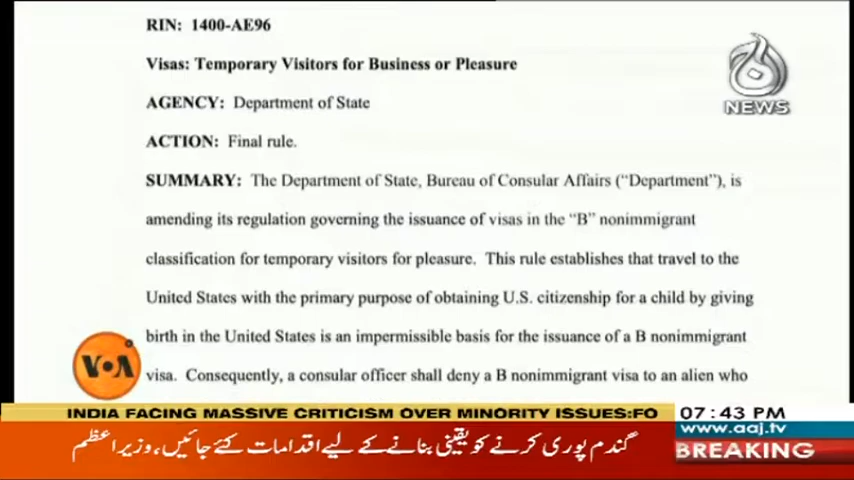 RIN: 1400-AE96
Visas: Temporary Visitors for Business or Pleasure
AGENCY: Department of State
ACTION: Final rule.
SUMMARY: The Department of State, Bureau of Consular Affairs (“Department”), is
amending its regulation governing the issuance of visas in the “B” nonimmigrant
classification for temporary visitors for pleasure. This rule establishes that travel to the
United States with the primary purpose of obtaining U.S. citizenship for a child by giving
birth in the United States is an impermissible basis for the issuance of a B nonimmigrant
visa. Consequently, a consular officer shall deny a B nonimmigrant visa to an alien who
NEWS
VOA
INDIA FACING MASSIVE CRITICISM OVER MINORITY ISSUES:FO
07:43 PM
www.aaj.tv
BREAKING
گندم پوری کرنے کو یقینی بنانے کے لیے اقدامات کئے جائیں، وزیراعظم